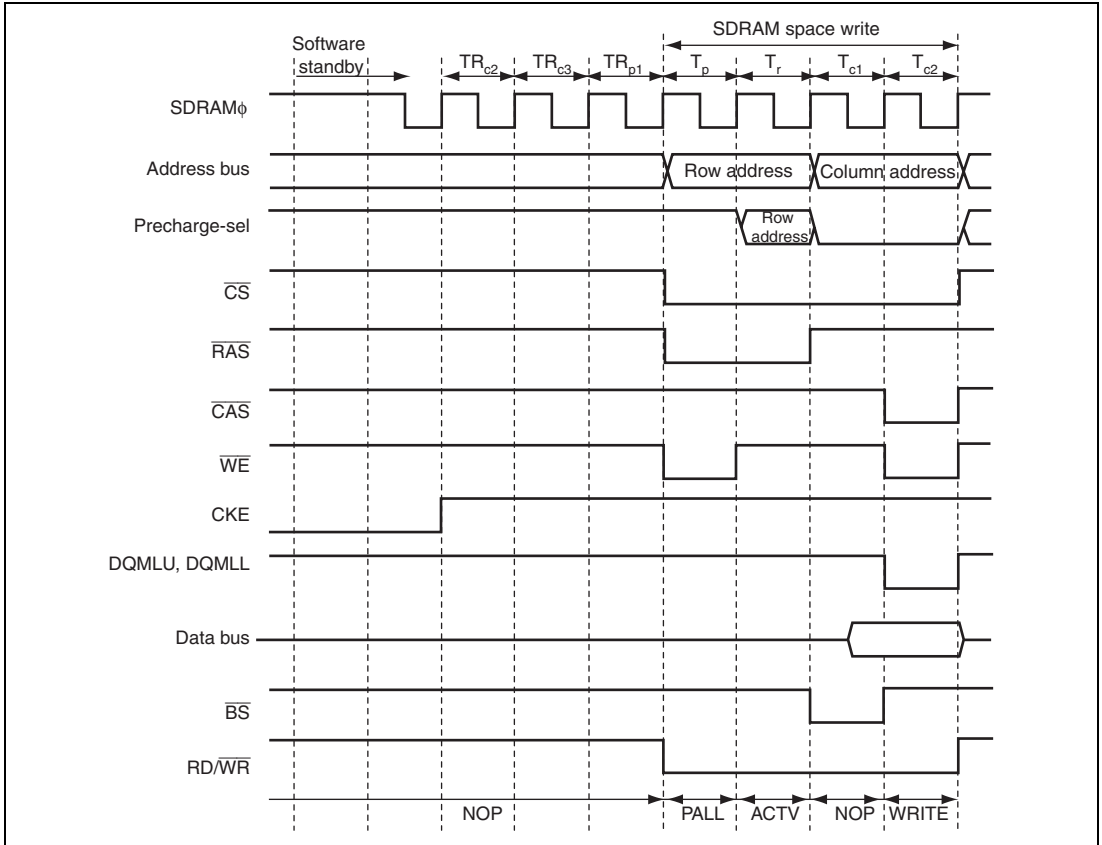 SDRAM space write
Software
standby
TRc2 TRc3 TRp1 Tp Tr Tc1 Tc2
SDRAMϕ
Address bus Row address Column address
Precharge-sel Row
address
CS
RAS
CAS
WE
CKE
DQMLU, DQMLL
Data bus
BS
RD/WR
NOP PALL ACTV NOP WRITE